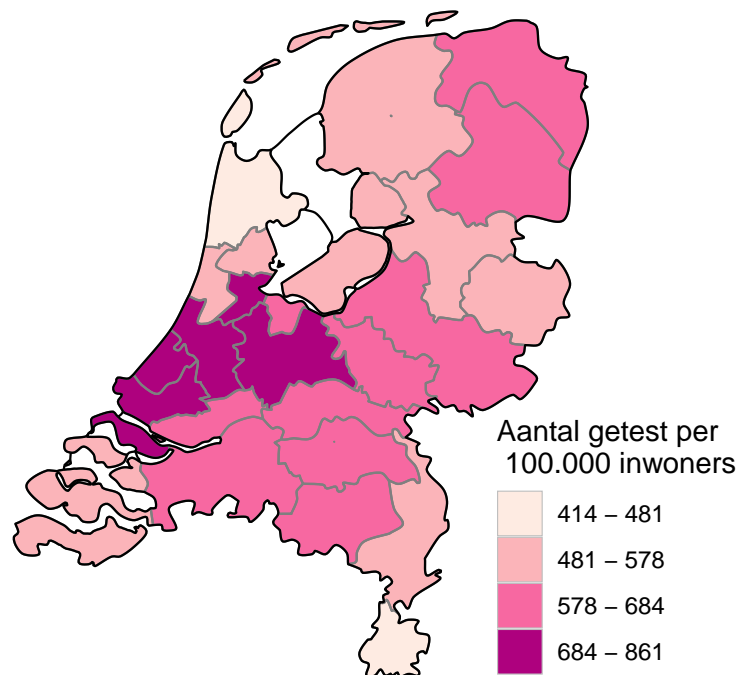 Aantal getest per
100.000 inwoners
414 – 481
481 – 578
578 – 684
684 – 861